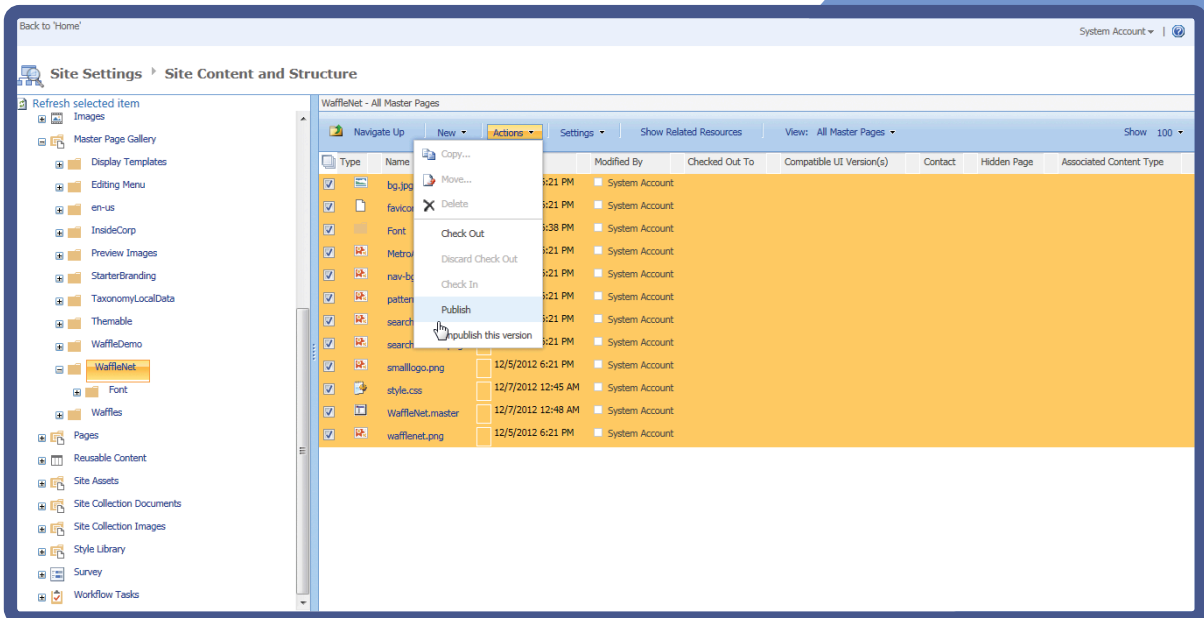 Back to 'Home'
System Account
Site Settings Site Content and Structure
Refresh selected item
Images
Master Page Gallery
Display Templates
Editing Menu
en-us
InsideCorp
Preview Images
StarterBranding
TaxonomyLocalData
Themable
WaffleDemo
WaffleNet
Font
Waffles
Pages
Reusable Content
Site Assets
Site Collection Documents
Site Collection Images
Style Library
Survey
Workflow Tasks
WaffleNet - All Master Pages
Navigate Up New Actions Settings Show Related Resources View: All Master Pages Show 100
Type Name Modified By Checked Out To Compatible UI Version(s) Contact Hidden Page Associated Content Type
Copy...
Move...
Delete
Check Out
Discard Check Out
Check In
Publish
npublish this version
bg.jpg :21 PM System Account
favicor :21 PM System Account
Font :38 PM System Account
Metro :21 PM System Account
nav-bg :21 PM System Account
patter :21 PM System Account
search :21 PM System Account
search :21 PM System Account
smalllogo.png 12/5/2012 6:21 PM System Account
style.css 12/7/2012 12:45 AM System Account
WaffleNet.master 12/7/2012 12:48 AM System Account
wafflenet.png 12/5/2012 6:21 PM System Account